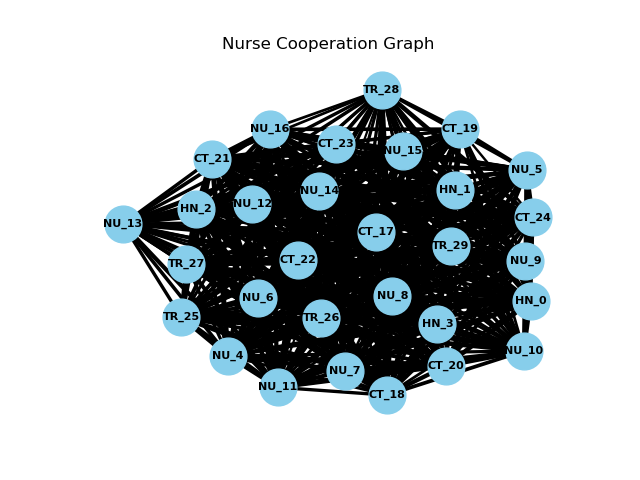 Nurse Cooperation Graph
TR_28
NU_16
CT_19
CT_23
NU_15
CT_21
NU_5
HN_1
NU_14
NU_12
HN_2
CT_24
NU_13
CT_17
TR_29
CT_22
NU_9
TR_27
NU_8
NU_6
HN_0
TR_25
TR_26
HN_3
NU_10
NU_4
CT_20
NU_7
NU_11
CT_18